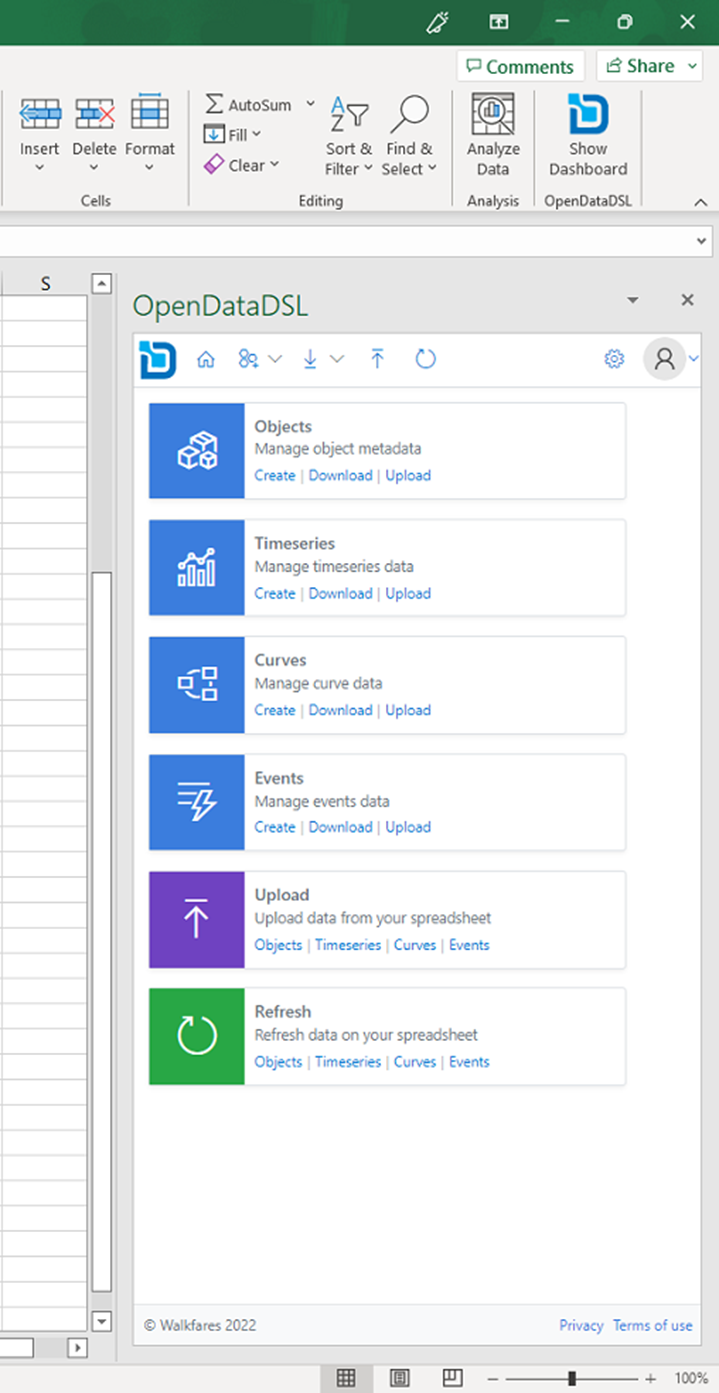 Comments Share
AutoSum
Fill
Clear
Insert Delete Format
Sort & Filter
Find & Select
Analyze Data
Show Dashboard
Cells Editing Analysis OpenDataDSL
S
OpenDataDSL
Objects
Manage object metadata
Create | Download | Upload
Timeseries
Manage timeseries data
Create | Download | Upload
Curves
Manage curve data
Create | Download | Upload
Events
Manage events data
Create | Download | Upload
Upload
Upload data from your spreadsheet
Objects | Timeseries | Curves | Events
Refresh
Refresh data on your spreadsheet
Objects | Timeseries | Curves | Events
© Walkfares 2022 Privacy Terms of use
100%